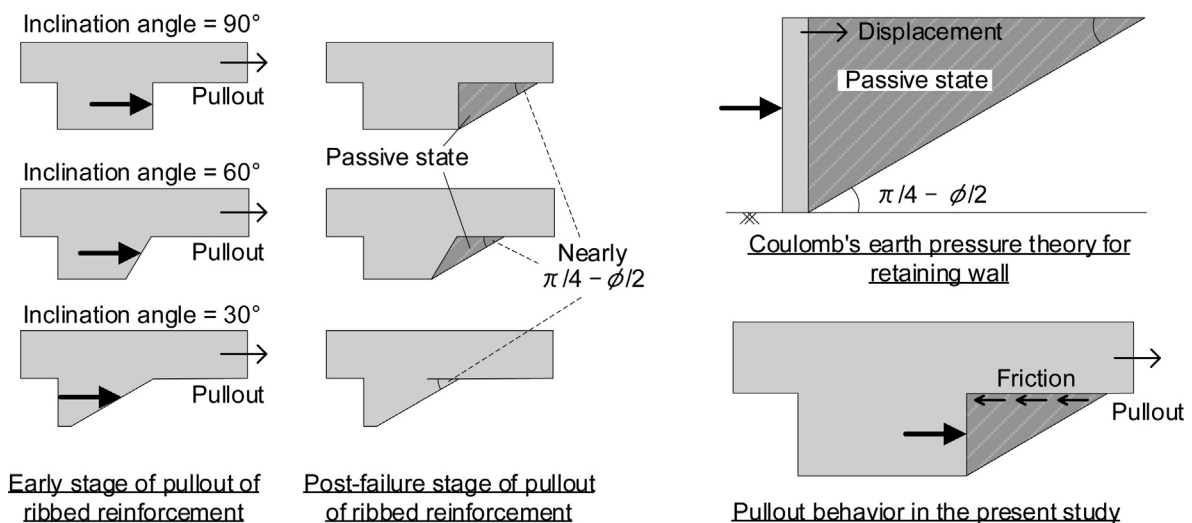 Inclination angle = 90°
Pullout
Inclination angle = 60°
Pullout
Inclination angle = 30°
Pullout
Early stage of pullout of
ribbed reinforcement
Passive state
Nearly
π/4 − ϕ/2
Post-failure stage of pullout
of ribbed reinforcement
Displacement
Passive state
π/4 − ϕ/2
Coulomb's earth pressure theory for
retaining wall
Friction
Pullout
Pullout behavior in the present study